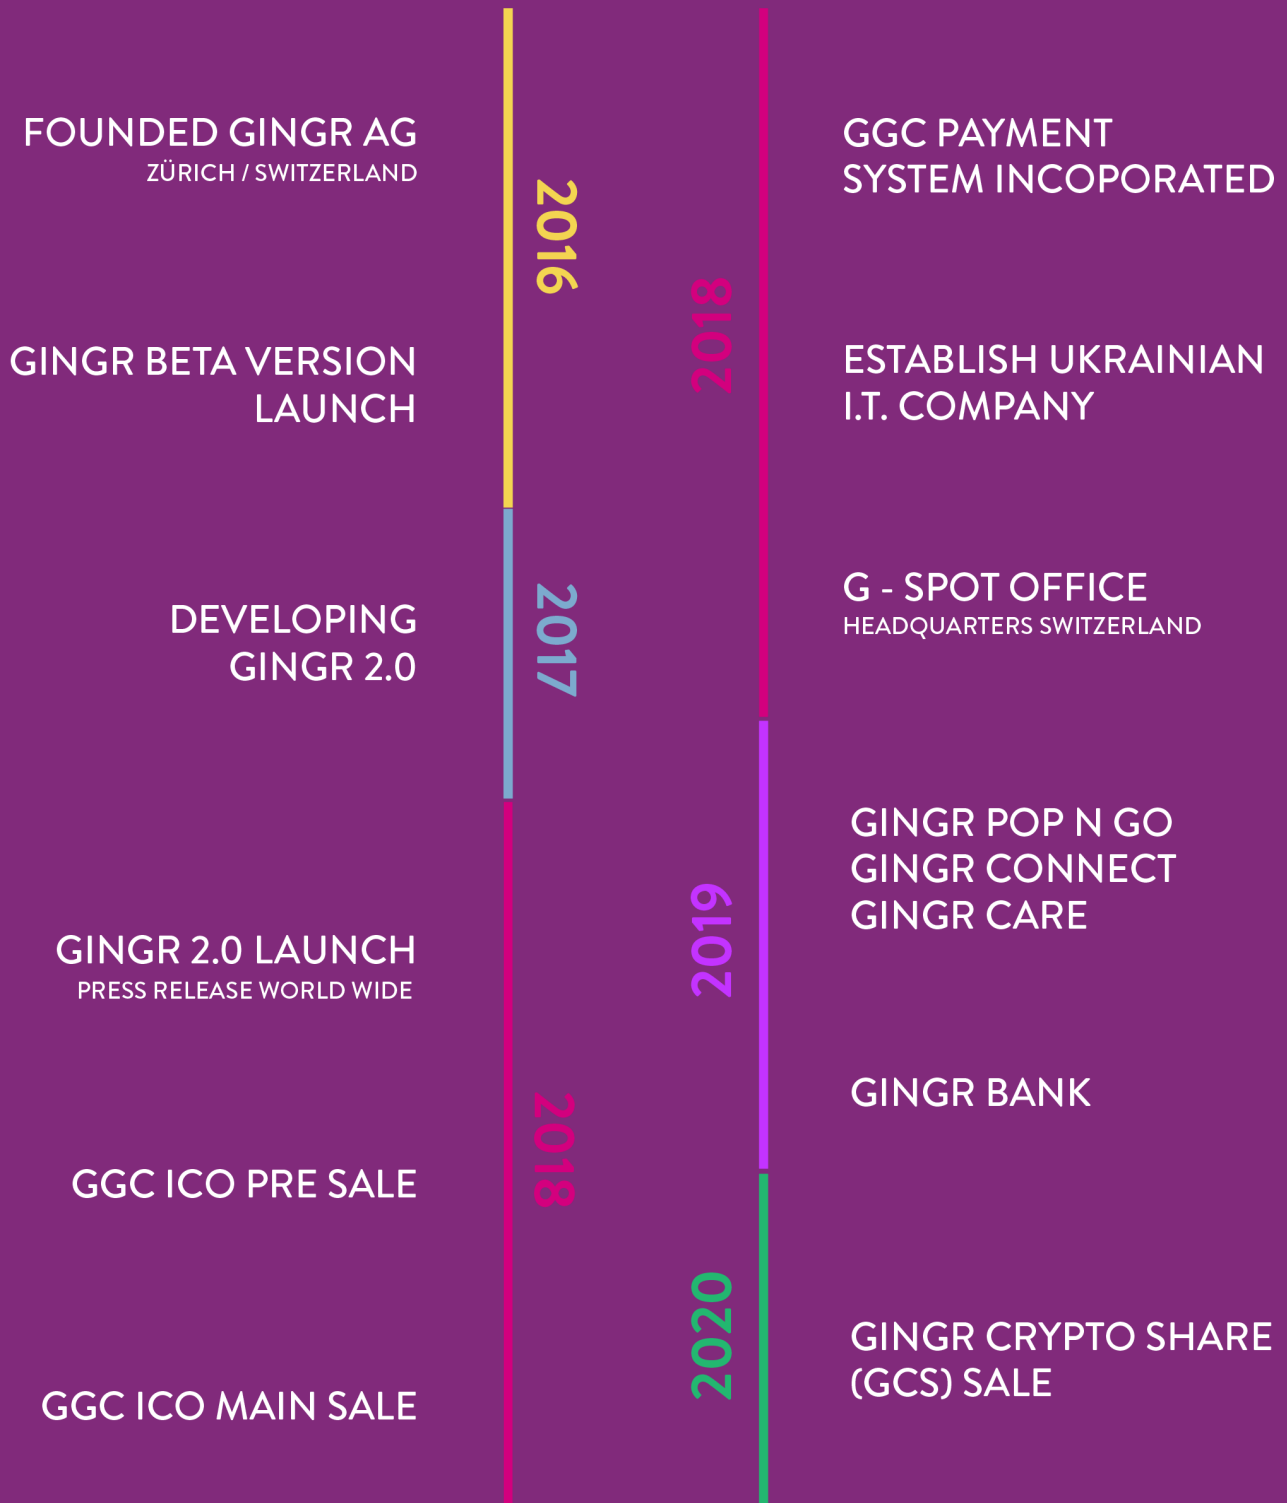 FOUNDED GINGR AG
ZÜRICH / SWITZERLAND
2016
GINGR BETA VERSION
LAUNCH
DEVELOPING
GINGR 2.0
2017
GINGR 2.0 LAUNCH
PRESS RELEASE WORLD WIDE
2018
GGC ICO PRE SALE
GGC ICO MAIN SALE
GGC PAYMENT
SYSTEM INCOPORATED
2018
ESTABLISH UKRAINIAN
I.T. COMPANY
G - SPOT OFFICE
HEADQUARTERS SWITZERLAND
GINGR POP N GO
GINGR CONNECT
GINGR CARE
2019
GINGR BANK
2020
GINGR CRYPTO SHARE
(GCS) SALE